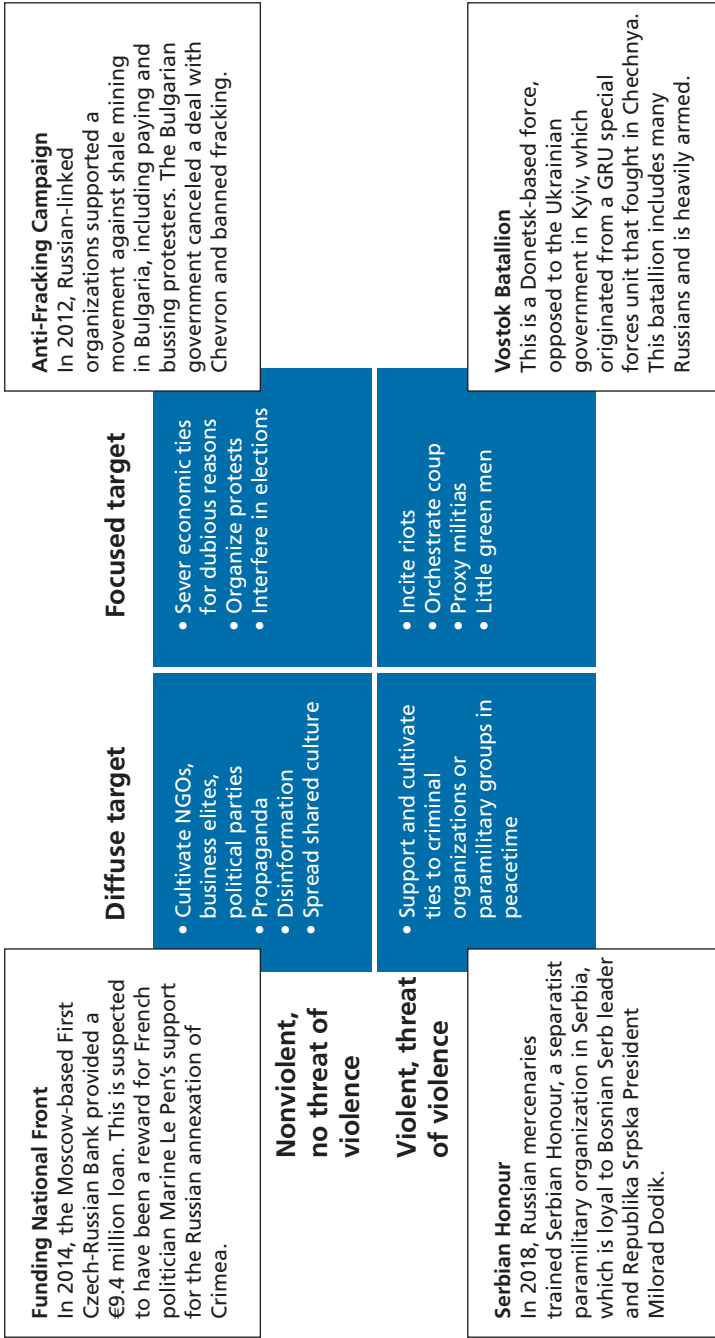 Funding National Front
In 2014, the Moscow-based First
Czech-Russian Bank provided a
€9.4 million loan. This is suspected
to have been a reward for French
politician Marine Le Pen's support
for the Russian annexation of
Crimea.
Anti-Fracking Campaign
In 2012, Russian-linked
organizations supported a
movement against shale mining
in Bulgaria, including paying and
bussing protesters. The Bulgarian
government canceled a deal with
Chevron and banned fracking.
Diffuse target
Focused target
Nonviolent,
no threat of
violence
• Cultivate NGOs,
business elites,
political parties
• Propaganda
• Disinformation
• Spread shared culture
• Sever economic ties
for dubious reasons
• Organize protests
• Interfere in elections
Violent, threat
of violence
• Support and cultivate
ties to criminal
organizations or
paramilitary groups in
peacetime
• Incite riots
• Orchestrate coup
• Proxy militias
• Little green men
Serbian Honour
In 2018, Russian mercenaries
trained Serbian Honour, a separatist
paramilitary organization in Serbia,
which is loyal to Bosnian Serb leader
and Republika Srpska President
Milorad Dodik.
Vostok Batallion
This is a Donetsk-based force,
opposed to the Ukrainian
government in Kyiv, which
originated from a GRU special
forces unit that fought in Chechnya.
This batallion includes many
Russians and is heavily armed.